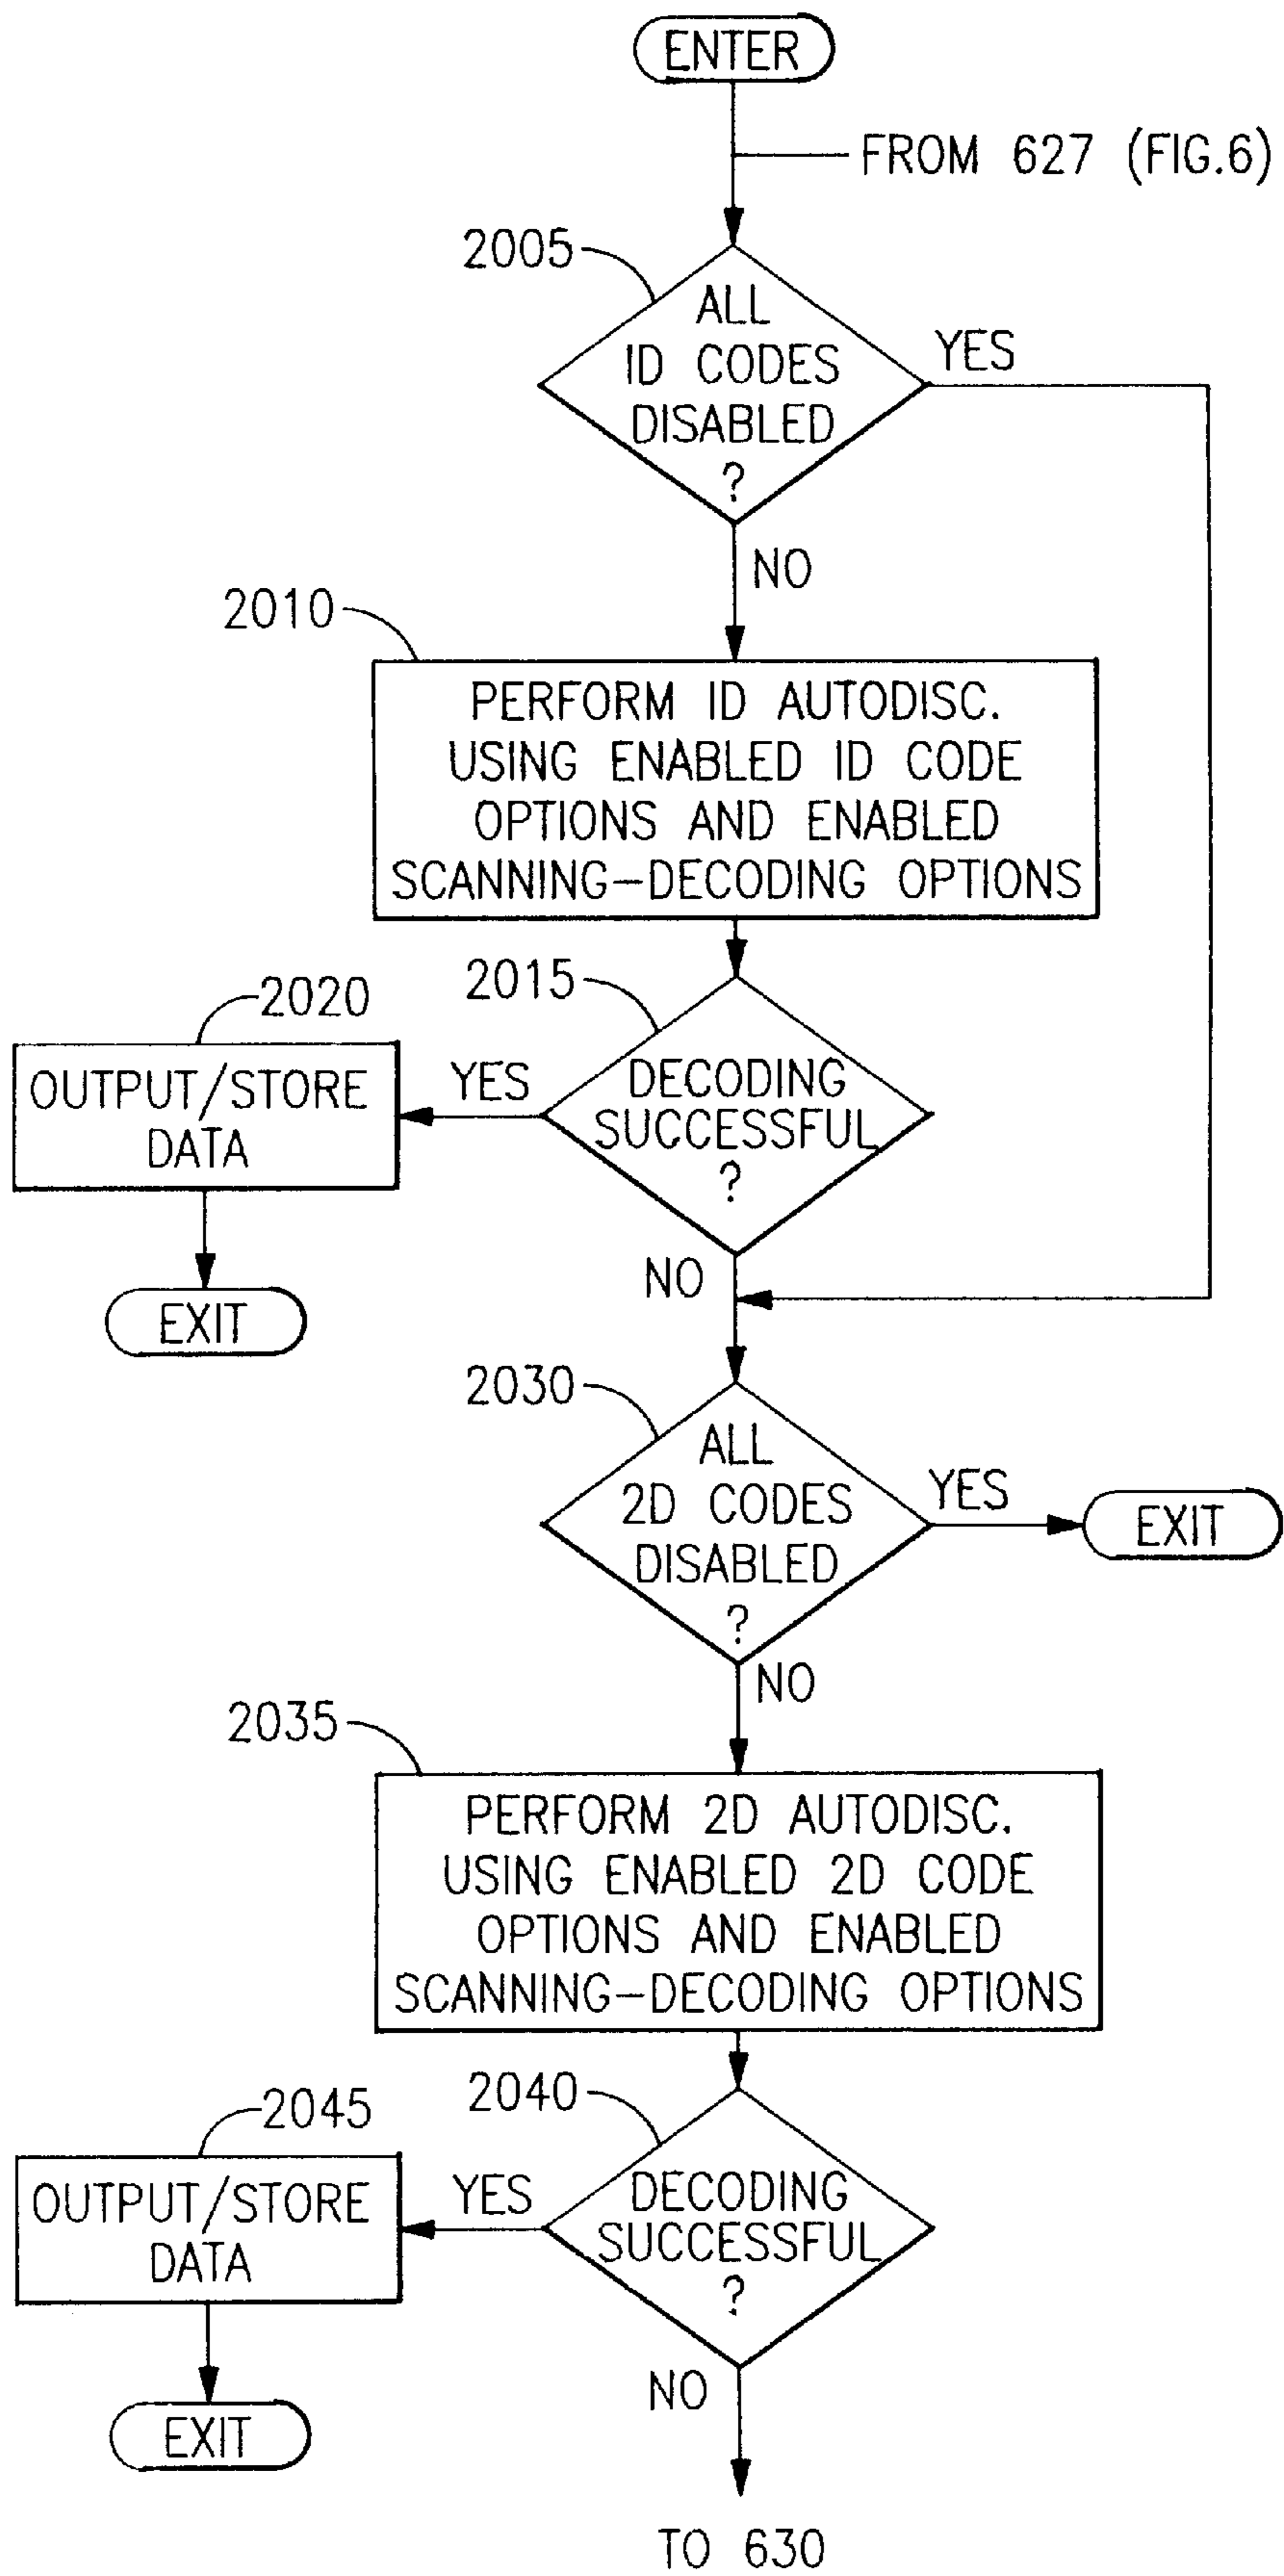 ENTER
FROM 627 (FIG.6)
2005
ALL
ID CODES
DISABLED
?
YES
NO
2010
PERFORM ID AUTODISC.
USING ENABLED ID CODE
OPTIONS AND ENABLED
SCANNING-DECODING OPTIONS
2015
DECODING
SUCCESSFUL
?
YES
2020
OUTPUT/STORE
DATA
EXIT
NO
2030
ALL
2D CODES
DISABLED
?
YES
EXIT
NO
2035
PERFORM 2D AUTODISC.
USING ENABLED 2D CODE
OPTIONS AND ENABLED
SCANNING-DECODING OPTIONS
2040
DECODING
SUCCESSFUL
?
YES
2045
OUTPUT/STORE
DATA
EXIT
NO
TO 630